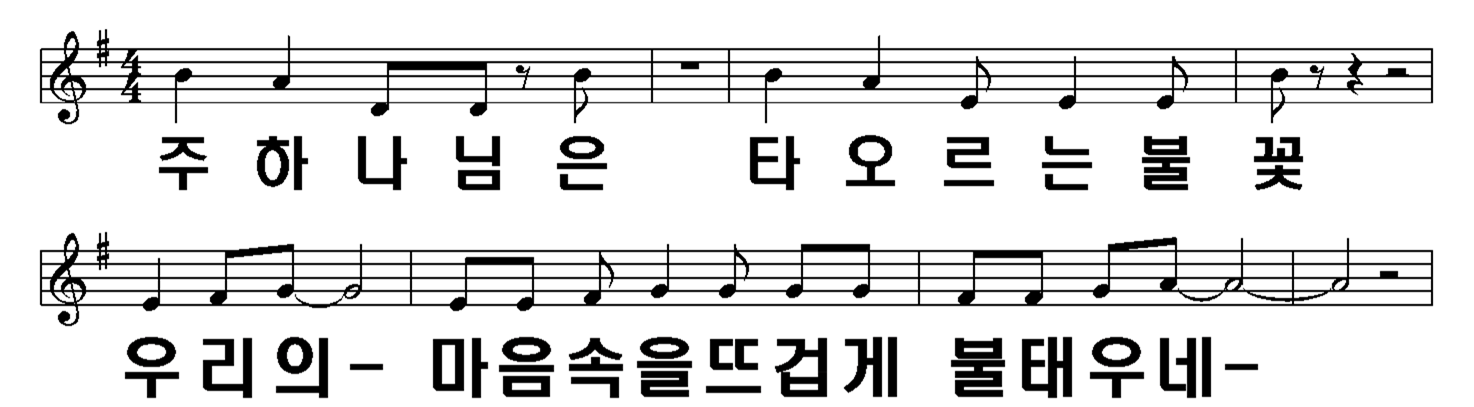 주 하 나 님 은 타 오 르 는 불 꽃
우리의- 마음속을뜨겁게 불태우네-